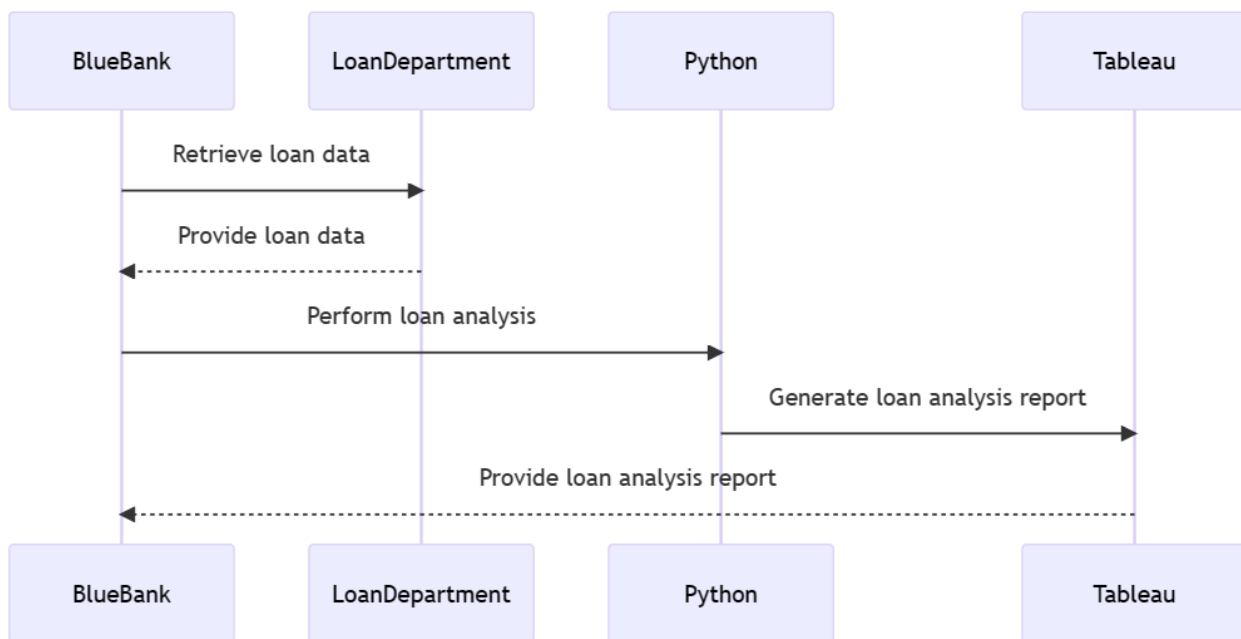 BlueBank
LoanDepartment
Python
Tableau
Retrieve loan data
Provide loan data
Perform loan analysis
Generate loan analysis report
Provide loan analysis report
BlueBank
LoanDepartment
Python
Tableau